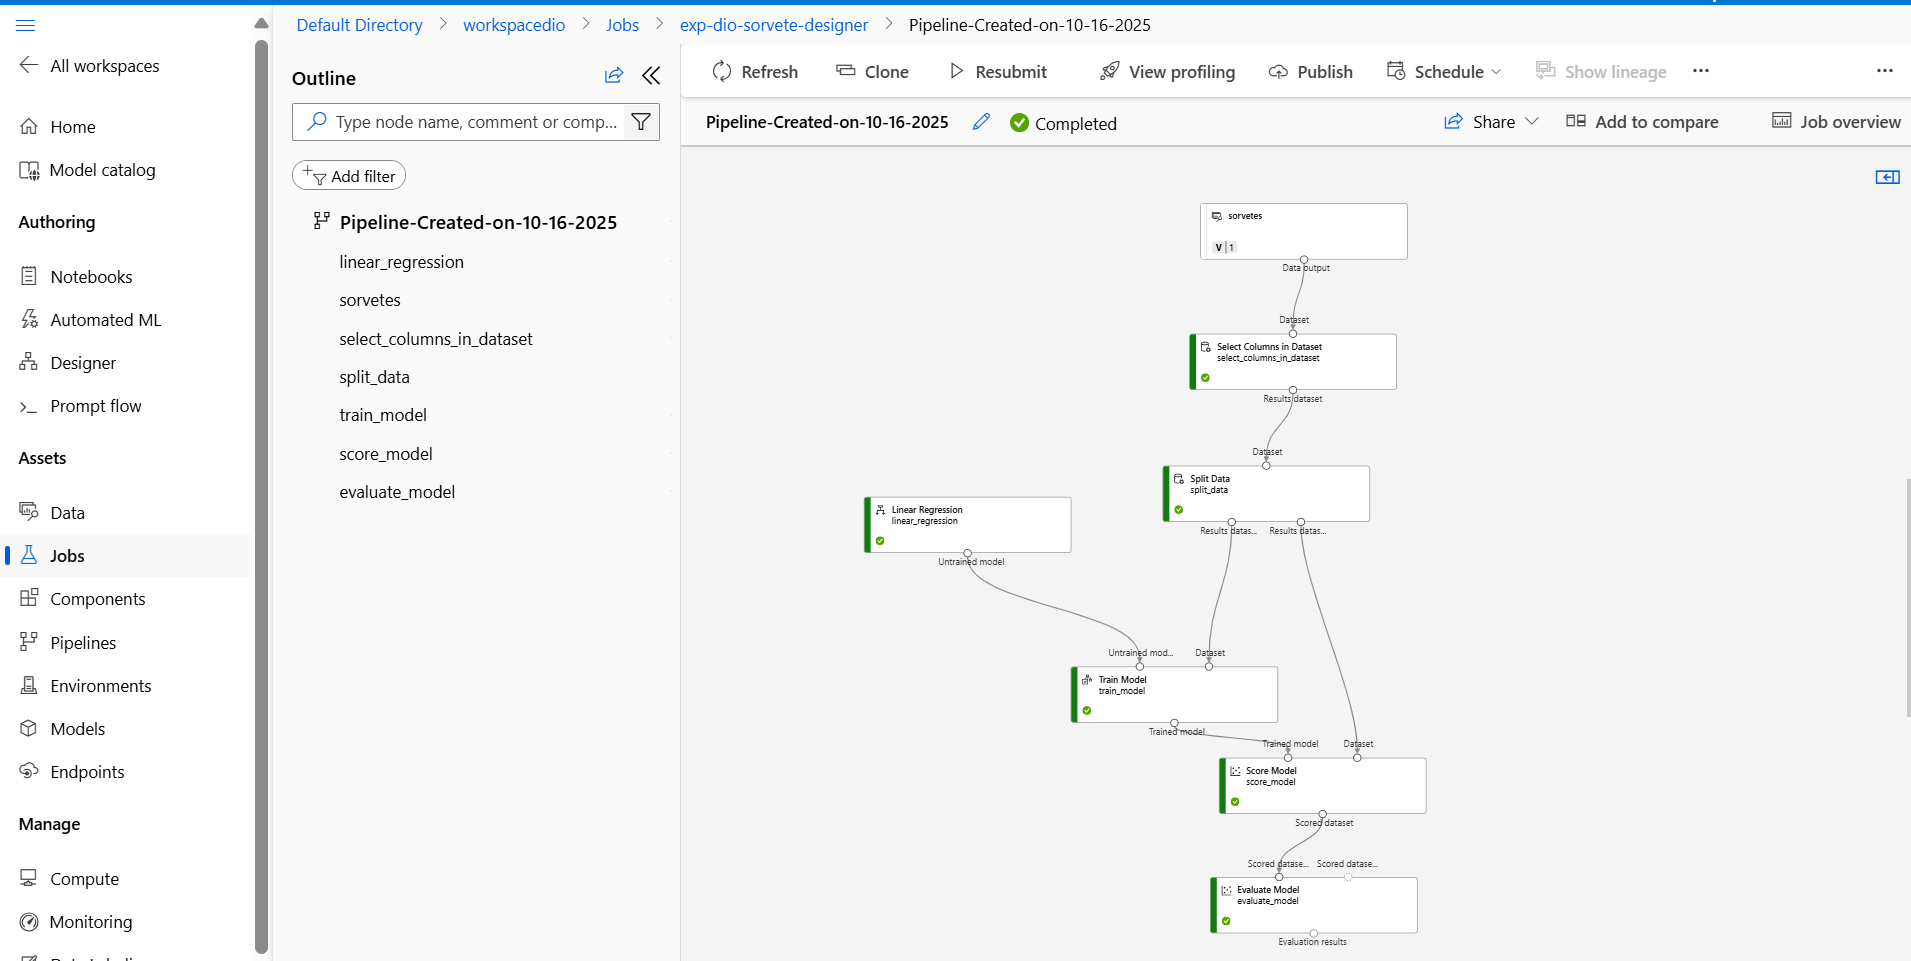 All workspaces
Home
Model catalog
Authoring
Notebooks
Automated ML
Designer
Prompt flow
Assets
Data
Jobs
Components
Pipelines
Environments
Models
Endpoints
Manage
Compute
Monitoring
Default Directory > workspacedio > Jobs > exp-dio-sorvete-designer > Pipeline-Created-on-10-16-2025
Outline
Type node name, comment or comp...
Add filter
Pipeline-Created-on-10-16-2025
linear_regression
sorvetes
select_columns_in_dataset
split_data
train_model
score_model
evaluate_model
Refresh Clone Resubmit View profiling Publish Schedule Show lineage ... ...
Pipeline-Created-on-10-16-2025 Completed Share Add to compare Job overview
sorvetes
V 1
Data output
Dataset
Select Columns in Dataset
select_columns_in_dataset
Results dataset
Dataset
Split Data
split_data
Results datas... Results datas...
Linear Regression
linear_regression
Untrained model
Untrained mod... Dataset
Train Model
train_model
Trained model
Trained model Dataset
Score Model
score_model
Scored dataset
Scored datase... Scored datase...
Evaluate Model
evaluate_model
Evaluation results